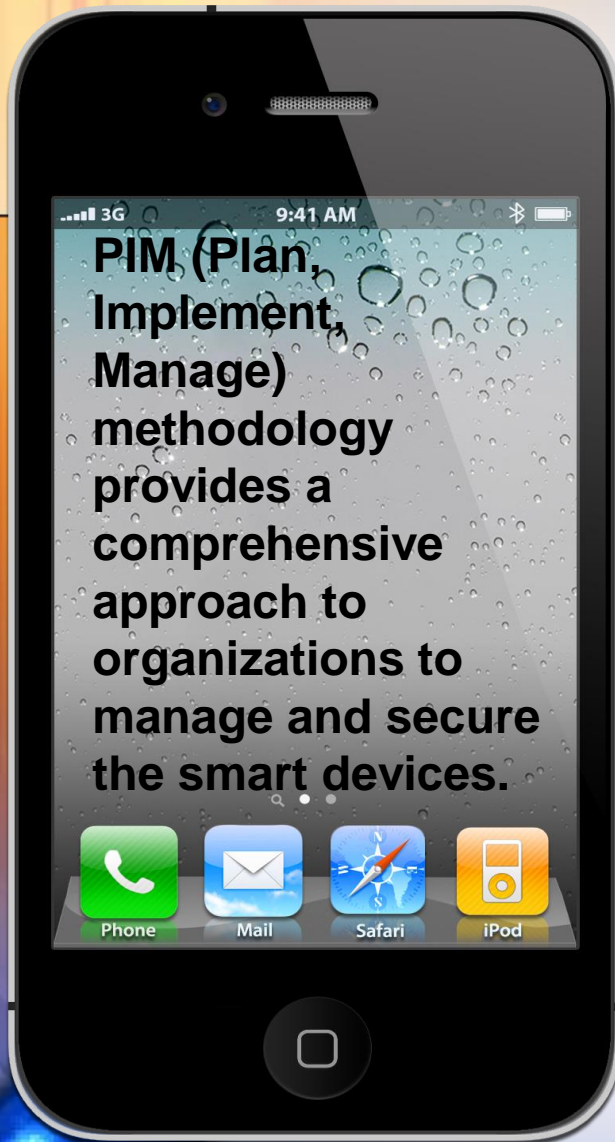 3G 9:41 AM
PIM (Plan,
Implement,
Manage)
methodology
provides a
comprehensive
approach to
organizations to
manage and secure
the smart devices.
Phone Mail Safari iPod